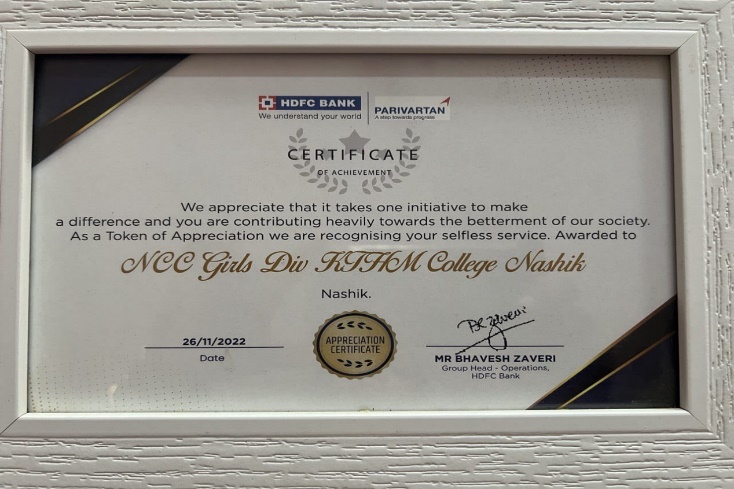 HDFC BANK
We understand your world
PARIVARTAN
A step towards progress
CERTIFICATE
OF ACHIEVEMENT
We appreciate that it takes one initiative to make
a difference and you are contributing heavily towards the betterment of our society.
As a Token of Appreciation we are recognising your selfless service. Awarded to
NCC Girls Div KTHM College Nashik
Nashik.
26/11/2022
Date
APPRECIATION
CERTIFICATE
MR BHAVESH ZAVERI
Group Head - Operations,
HDFC Bank